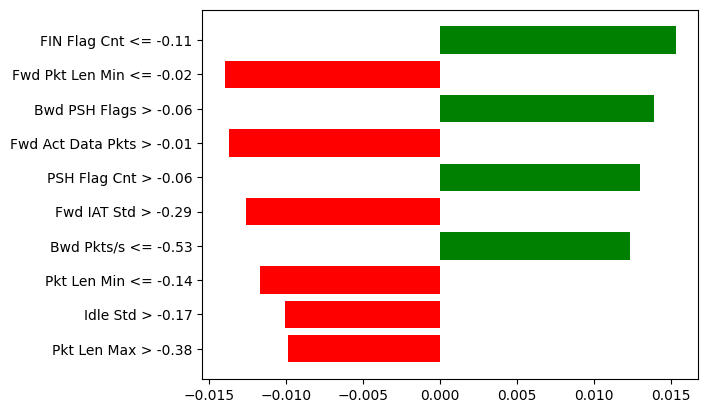 FIN Flag Cnt <= -0.11
Fwd Pkt Len Min <= -0.02
Bwd PSH Flags > -0.06
Fwd Act Data Pkts > -0.01
PSH Flag Cnt > -0.06
Fwd IAT Std > -0.29
Bwd Pkts/s <= -0.53
Pkt Len Min <= -0.14
Idle Std > -0.17
Pkt Len Max > -0.38
−0.015 −0.010 −0.005 0.000 0.005 0.010 0.015